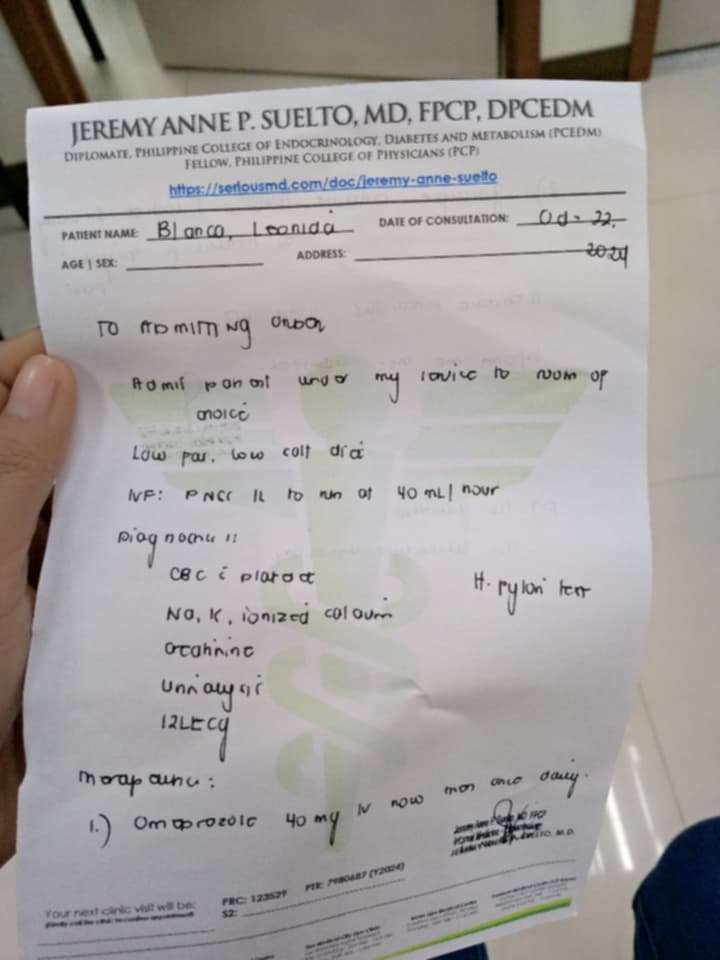 JEREMY ANNE P. SUELTO, MD, FPCP, DPCEDM
DIPLOMATE, PHILIPPINE COLLEGE OF ENDOCRINOLOGY, DIABETES AND METABOLISM (PCEDM)
FELLOW, PHILIPPINE COLLEGE OF PHYSICIANS (PCP)
https://seriousmd.com/doc/jeremy-anne-suelto
PATIENT NAME: Blanca, Leonida DATE OF CONSULTATION: Oct. 22,
2024
AGE | SEX: ADDRESS:
TO ADMITTING ORDER
Admit patient under my service to room of
choice
Low fat, low salt diet
IVF: PNSS 1L to run at 40 mL/hour
Diagnostics:
CBC c platelet
H. pylori test
Na, K, ionized calcium
creatinine
Urinalysis
12LECG
Therapeutics:
1.) Omeprazole 40 mg IV now then once daily.
PRC: 123529 PTR: 7980687 (Y2024)
S2:
Your next clinic visit will be: